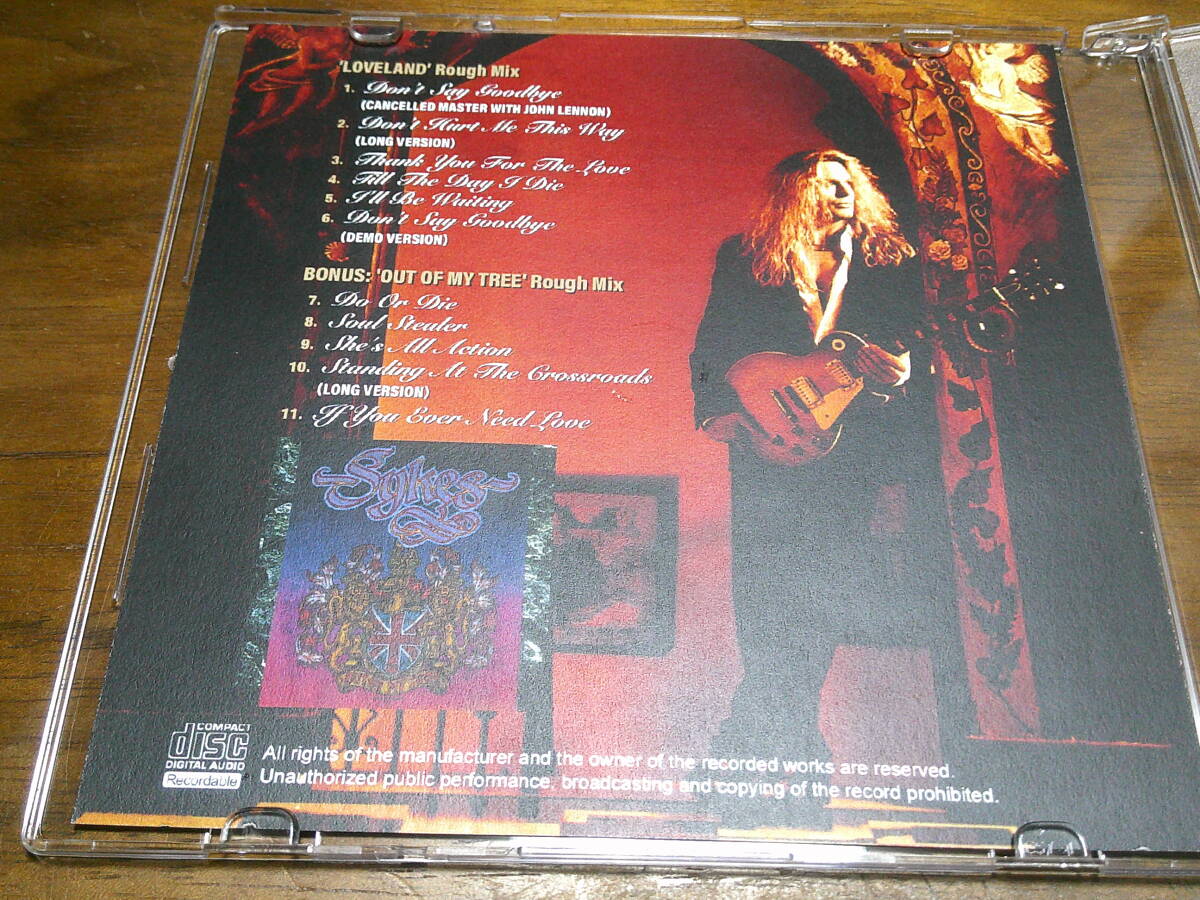 'LOVELAND' Rough Mix
1. Don't Say Goodbye
(CANCELLED MASTER WITH JOHN LENNON)
2. Don't Hurt Me This Way
(LONG VERSION)
3. Thank You For The Love
4. Till The Day I Die
5. I'll Be Waiting
6. Don't Say Goodbye
(DEMO VERSION)
BONUS: 'OUT OF MY TREE' Rough Mix
7. Do Or Die
8. Soul Stealer
9. She's All Action
10. Standing At The Crossroads
(LONG VERSION)
11. If You Ever Need Love
Sykes
COMPACT
disc
DIGITAL AUDIO
Recordable
All rights of the manufacturer and the owner of the recorded works are reserved.
Unauthorized public performance, broadcasting and copying of the record prohibited.